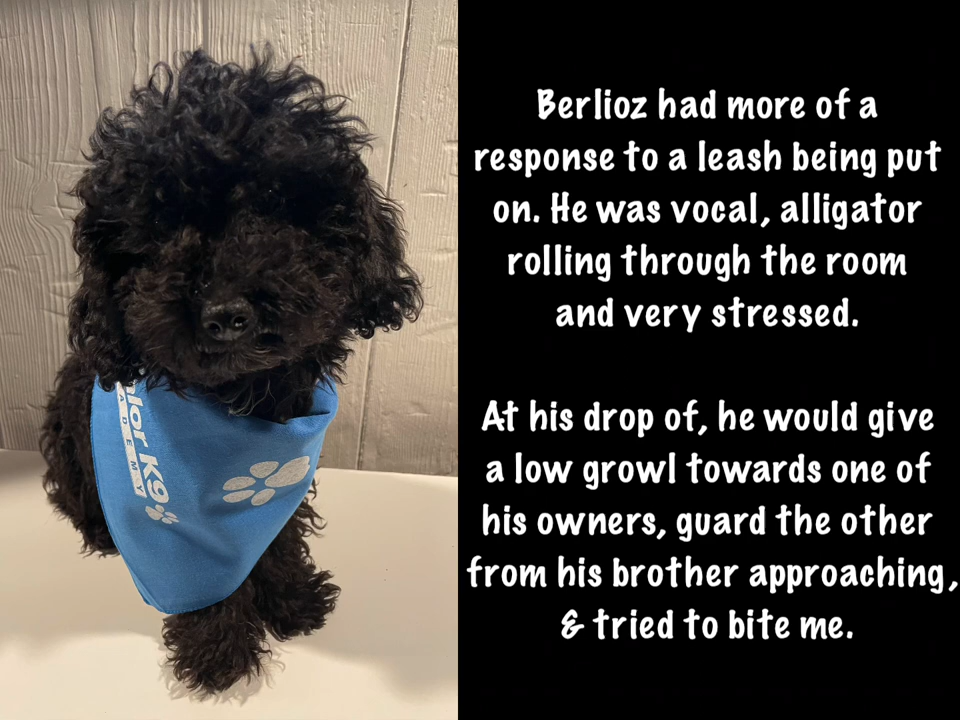 Berlioz had more of a
response to a leash being put
on. He was vocal, alligator
rolling through the room
and very stressed.
At his drop of, he would give
a low growl towards one of
his owners, guard the other
from his brother approaching,
& tried to bite me.
K9